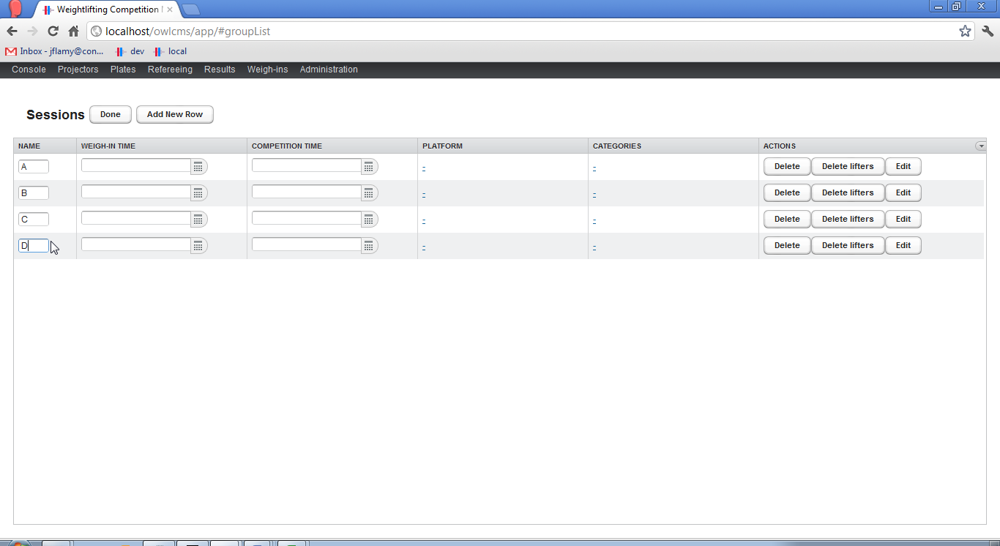 Weightlifting Competition
localhost/owlcms/app/#groupList
Inbox - jflamy@con... dev local
Console Projectors Plates Refereeing Results Weigh-ins Administration
Sessions Done Add New Row
NAME WEIGH-IN TIME COMPETITION TIME PLATFORM CATEGORIES ACTIONS
A - - Delete Delete lifters Edit
B - - Delete Delete lifters Edit
C - - Delete Delete lifters Edit
D - - Delete Delete lifters Edit